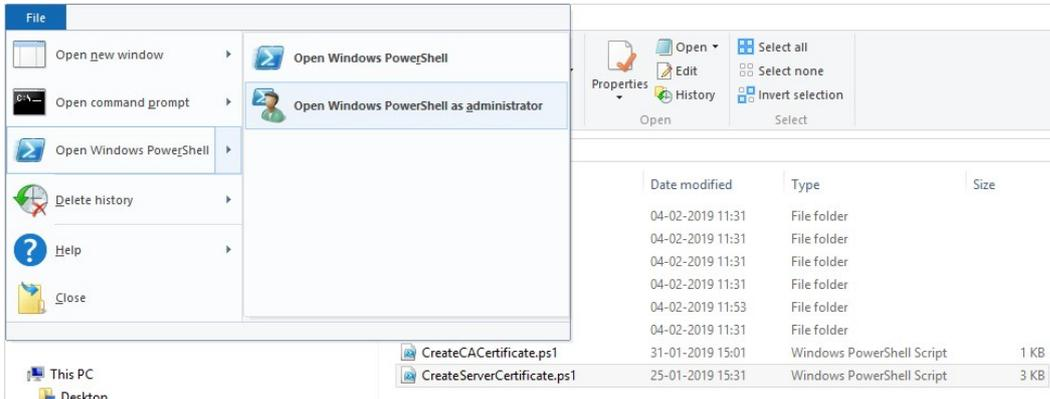 File
Open new window
Open command prompt
Open Windows PowerShell
Delete history
Help
Close
Open Windows PowerShell
Open Windows PowerShell as administrator
Properties
Open
Edit
History
Open
Select all
Select none
Invert selection
Select
Date modified Type Size
04-02-2019 11:31 File folder
04-02-2019 11:31 File folder
04-02-2019 11:31 File folder
04-02-2019 11:31 File folder
04-02-2019 11:53 File folder
04-02-2019 11:31 File folder
CreateCACertificate.ps1 31-01-2019 15:01 Windows PowerShell Script 1 KB
CreateServerCertificate.ps1 25-01-2019 15:31 Windows PowerShell Script 3 KB
This PC
Desktop